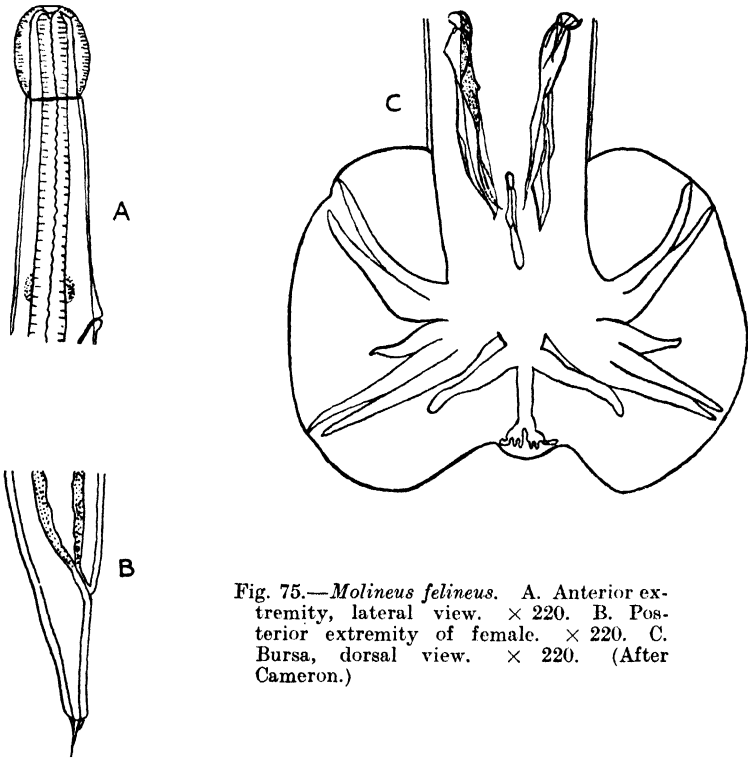 C
A
B
Fig. 75.—Molineus felineus. A. Anterior ex-
tremity, lateral view. × 220. B. Pos-
terior extremity of female. × 220. C.
Bursa, dorsal view. × 220. (After
Cameron.)